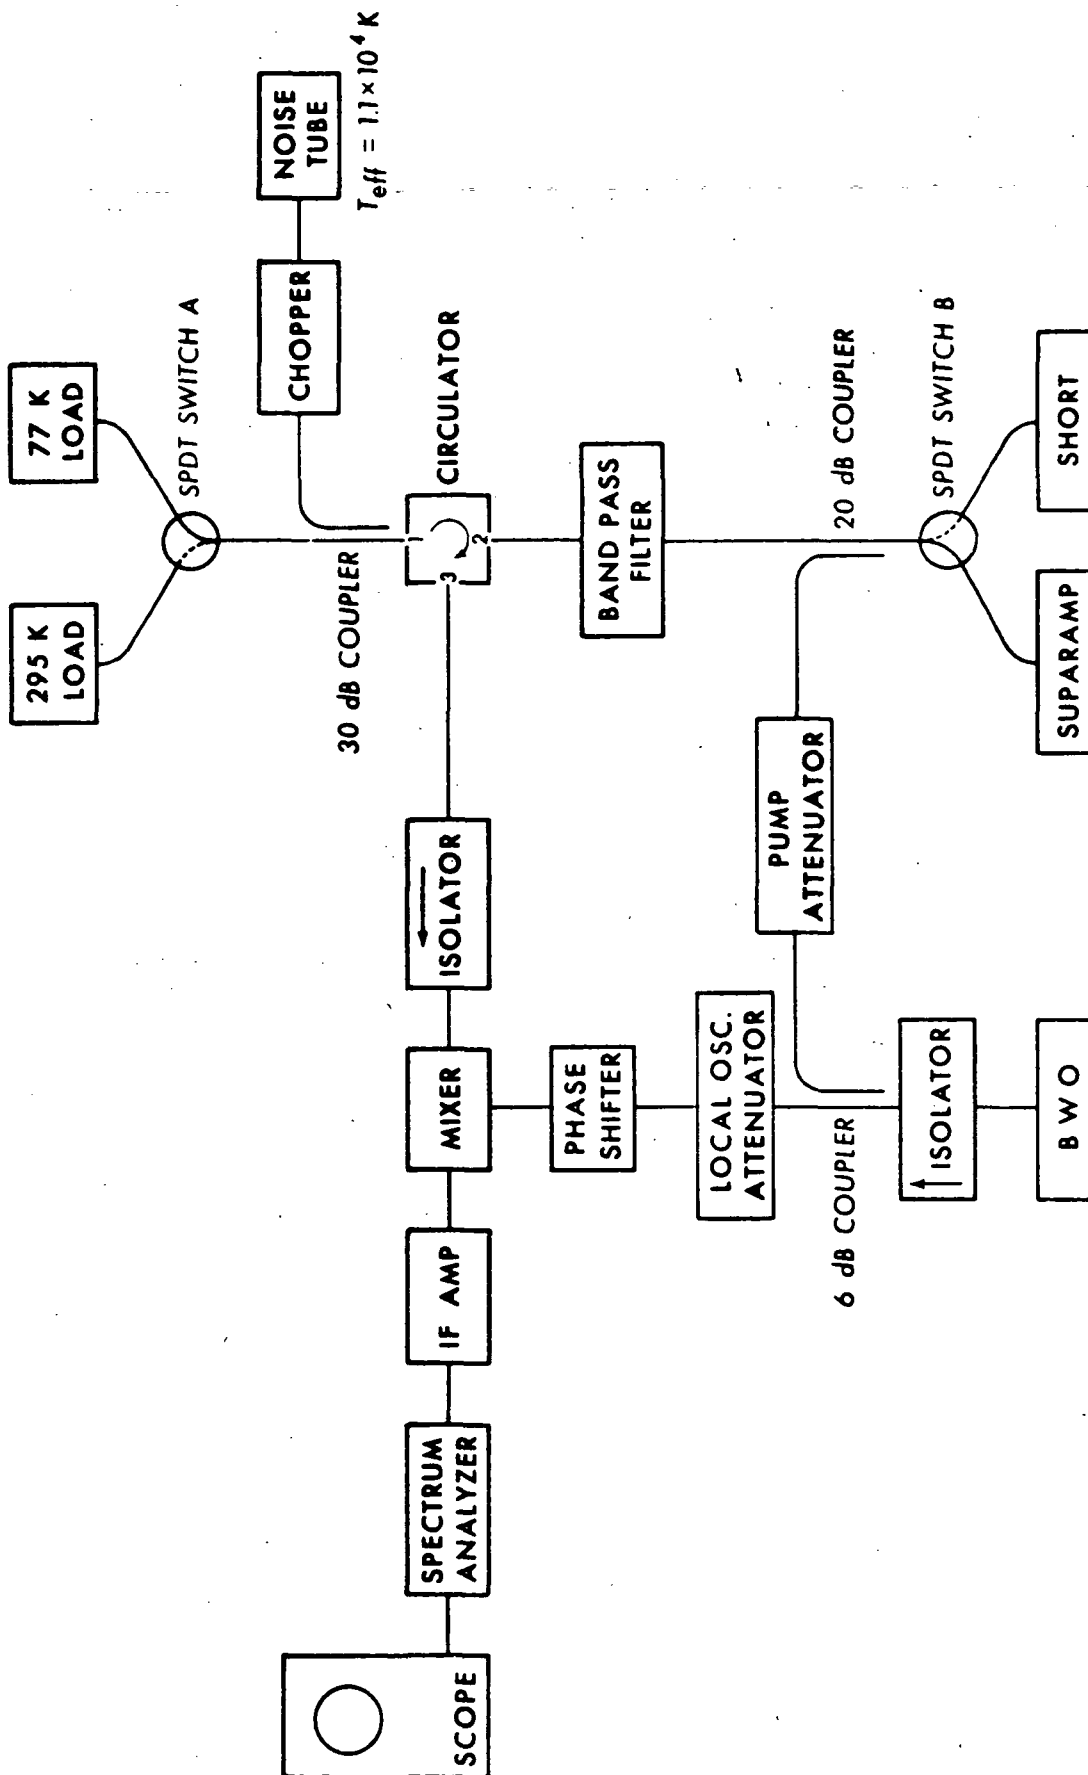 295 K
LOAD
77 K
LOAD
SPDT SWITCH A
NOISE
TUBE
Teff = 1.1 × 10⁴ K
CHOPPER
30 dB COUPLER
CIRCULATOR
1
2
3
SCOPE
SPECTRUM
ANALYZER
IF AMP
MIXER
ISOLATOR
BAND PASS
FILTER
PHASE
SHIFTER
LOCAL OSC.
ATTENUATOR
PUMP
ATTENUATOR
20 dB COUPLER
6 dB COUPLER
ISOLATOR
SPDT SWITCH B
B W O
SUPARAMP
SHORT